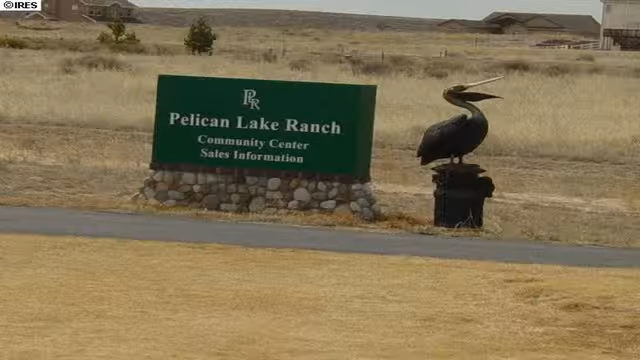 ©IRES
PR
Pelican Lake Ranch
Community Center
Sales Information